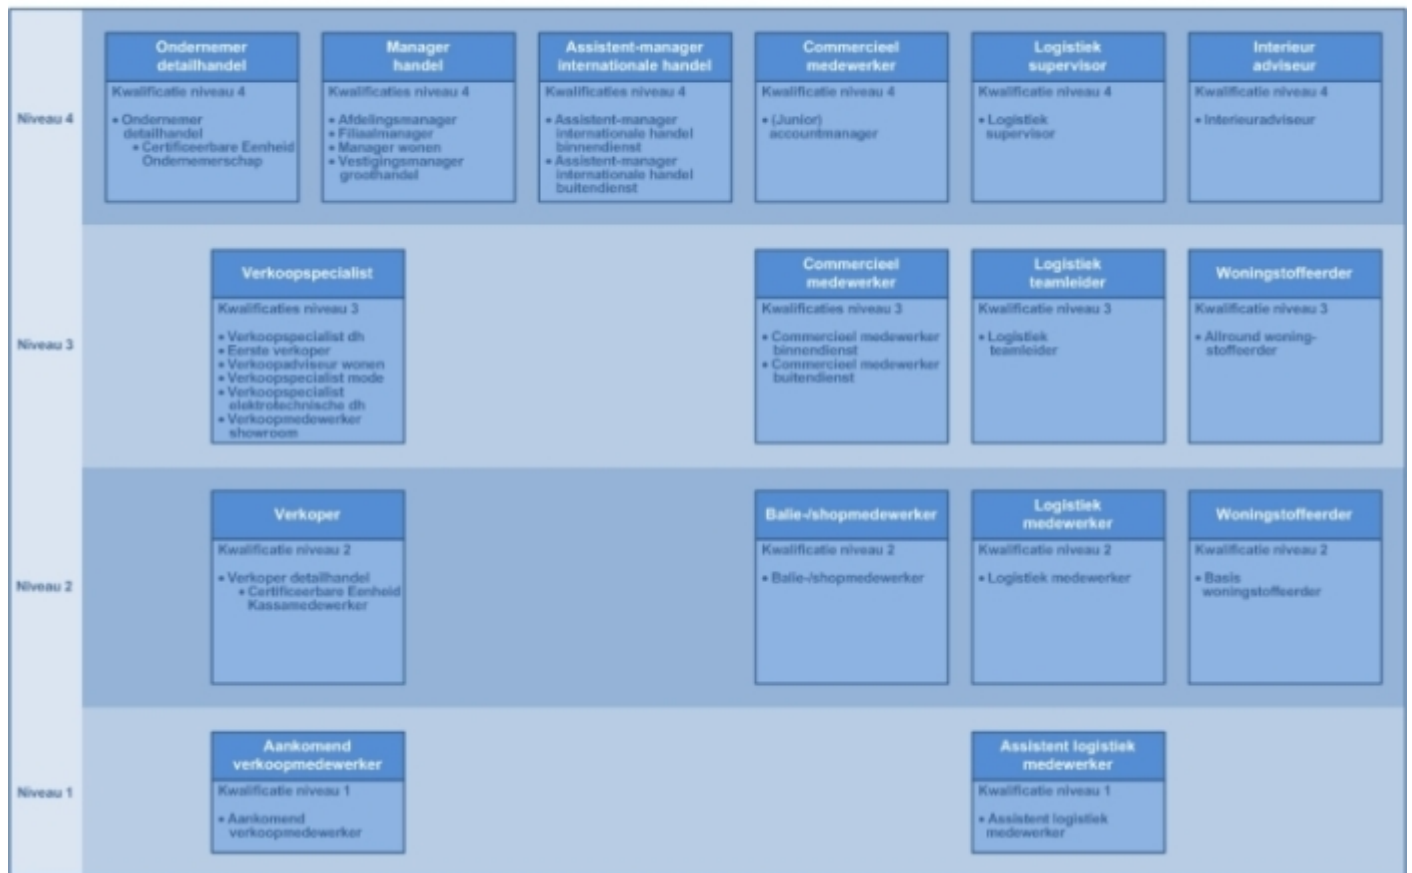 Niveau 4
Ondernemer
detailhandel
Kwalificatie niveau 4
• Ondernemer
detailhandel
• Certificeerbare Eenheid
Ondernemerschap
Manager
handel
Kwalificaties niveau 4
• Afdelingsmanager
• Filiaalmanager
• Manager wonen
• Vestigingsmanager
groothandel
Assistent-manager
internationale handel
Kwalificaties niveau 4
• Assistent-manager
internationale handel
binnendienst
• Assistent-manager
internationale handel
buitendienst
Commercieel
medewerker
Kwalificatie niveau 4
• (Junior)
accountmanager
Logistiek
supervisor
Kwalificatie niveau 4
• Logistiek
supervisor
Interieur
adviseur
Kwalificatie niveau 4
• Interieuradviseur
Niveau 3
Verkoopspecialist
Kwalificaties niveau 3
• Verkoopspecialist dh
• Eerste verkoper
• Verkoopadviseur wonen
• Verkoopspecialist mode
• Verkoopspecialist
elektrotechnische dh
• Verkoopmedewerker
showroom
Commercieel
medewerker
Kwalificaties niveau 3
• Commercieel medewerker
binnendienst
• Commercieel medewerker
buitendienst
Logistiek
teamleider
Kwalificatie niveau 3
• Logistiek
teamleider
Woningstoffeerder
Kwalificatie niveau 3
• Allround woning-
stoffeerder
Niveau 2
Verkoper
Kwalificatie niveau 2
• Verkoper detailhandel
• Certificeerbare Eenheid
Kassamedewerker
Balie-/shopmedewerker
Kwalificatie niveau 2
• Balie-/shopmedewerker
Logistiek
medewerker
Kwalificatie niveau 2
• Logistiek medewerker
Woningstoffeerder
Kwalificatie niveau 2
• Basis
woningstoffeerder
Niveau 1
Aankomend
verkoopmedewerker
Kwalificatie niveau 1
• Aankomend
verkoopmedewerker
Assistent logistiek
medewerker
Kwalificatie niveau 1
• Assistent logistiek
medewerker